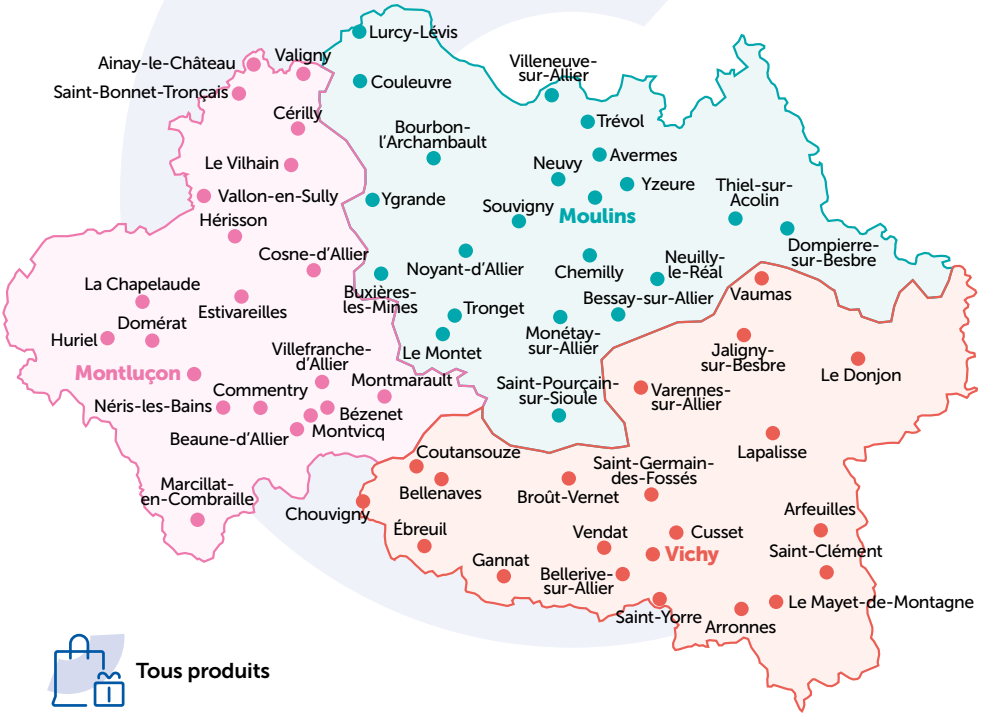 Lurcy-Lévis
Valigny
Ainay-le-Château
Villeneuve-
sur-Allier
Couleuvre
Saint-Bonnet-Tronçais
Cérilly
Trévol
Bourbon-
l'Archambault
Avermes
Le Vilhain
Neuvy
Yzeure
Thiel-sur-
Acolin
Vallon-en-Sully
Ygrande
Souvigny
Moulins
Hérisson
Dompierre-
sur-Besbre
Cosne-d'Allier
Noyant-d'Allier
Chemilly
Neuilly-
le-Réal
La Chapelaude
Buxières-
les-Mines
Bessay-sur-Allier
Vaumas
Estivareilles
Tronget
Domérat
Monétay-
sur-Allier
Huriel
Le Montet
Villefranche-
d'Allier
Jaligny-
sur-Besbre
Le Donjon
Montluçon
Montmarault
Commentry
Saint-Pourçain-
sur-Sioule
Varennes-
sur-Allier
Néris-les-Bains
Bézenet
Beaune-d'Allier
Montvicq
Lapalisse
Coutansouze
Saint-Germain-
des-Fossés
Marcillat-
en-Combraille
Bellenaves
Broût-Vernet
Chouvigny
Arfeuilles
Ébreuil
Vendat
Cusset
Saint-Clément
Vichy
Gannat
Bellerive-
sur-Allier
Le Mayet-de-Montagne
Saint-Yorre
Arronnes
Tous produits